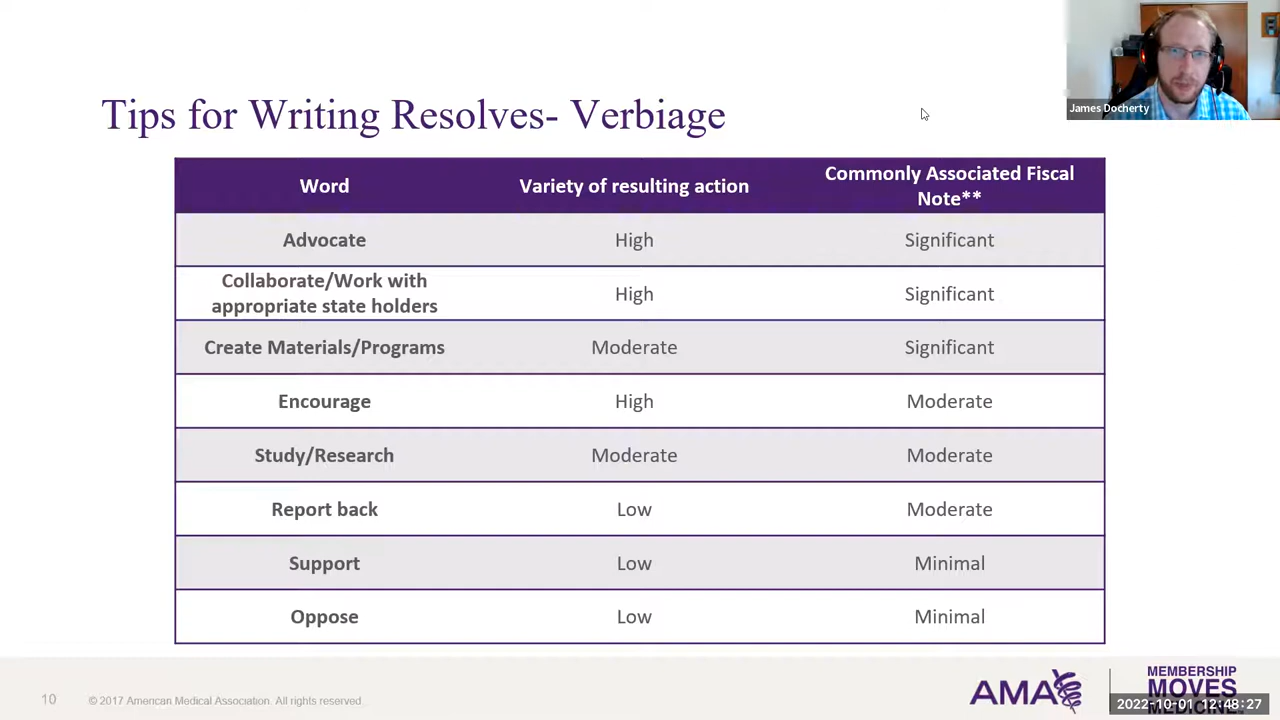 James Docherty
Tips for Writing Resolves- Verbiage
Word Variety of resulting action Commonly Associated Fiscal
Note**
Advocate High Significant
Collaborate/Work with
appropriate state holders High Significant
Create Materials/Programs Moderate Significant
Encourage High Moderate
Study/Research Moderate Moderate
Report back Low Moderate
Support Low Minimal
Oppose Low Minimal
10 © 2017 American Medical Association. All rights reserved.
AMA
MEMBERSHIP
MOVES
MEDICINE
2022-10-01 12:48:27